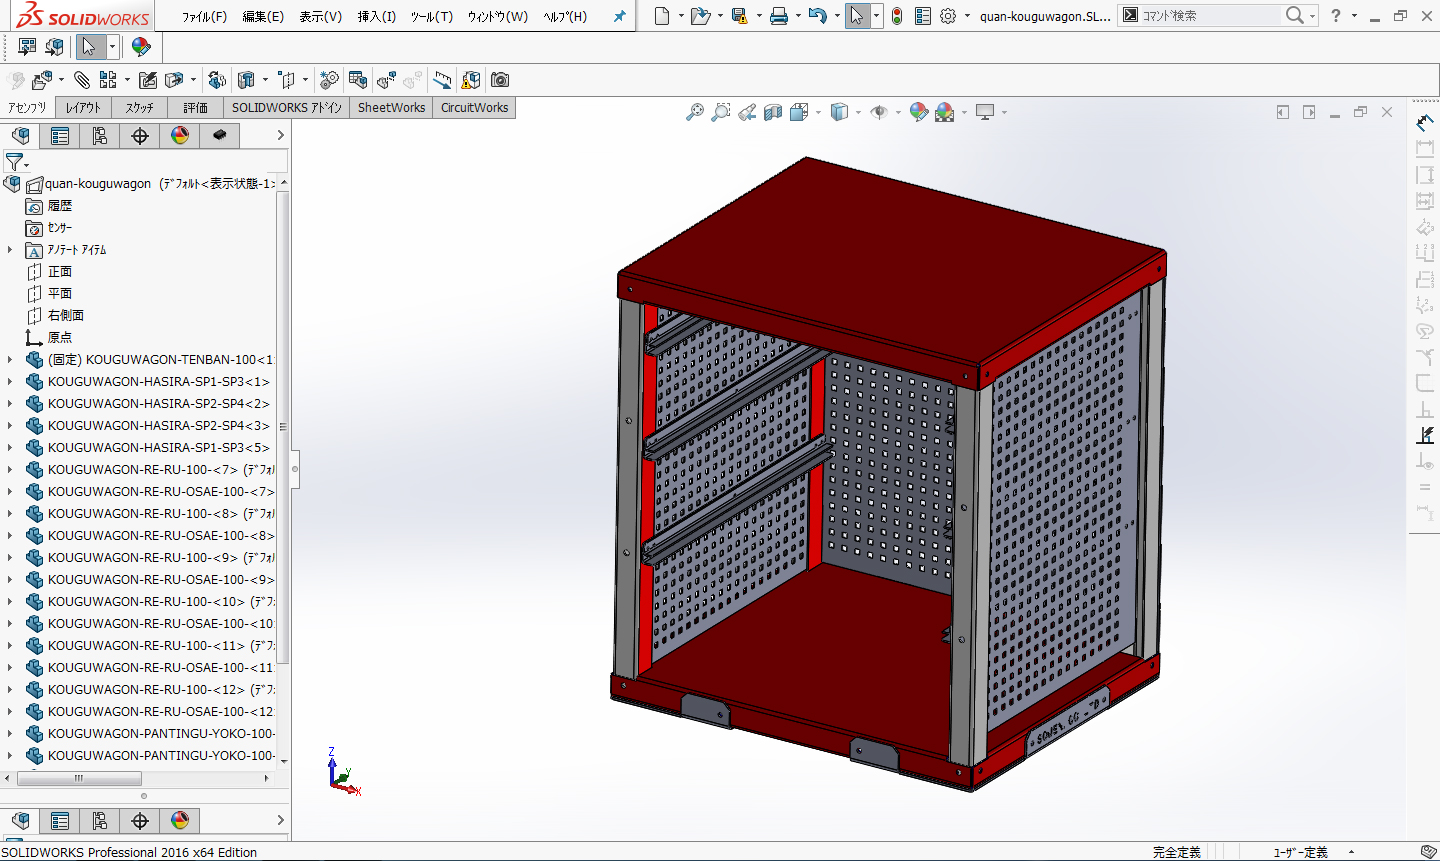 SOLIDWORKS
ﾌｧｲﾙ(F) 編集(E) 表示(V) 挿入(I) ﾂｰﾙ(T) ｳｨﾝﾄﾞｳ(W) ﾍﾙﾌﾟ(H)
quan-kouguwagon.SL...
ｺﾏﾝﾄﾞ検索
?
ｱｾﾝﾌﾞﾘ ﾚｲｱｳﾄ ｽｹｯﾁ 評価 SOLIDWORKS ｱﾄﾞｲﾝ SheetWorks CircuitWorks
quan-kouguwagon (ﾃﾞﾌｫﾙﾄ<表示状態-1>
履歴
ｾﾝｻｰ
ｱﾉﾃｰﾄ ｱｲﾃﾑ
正面
平面
右側面
原点
(固定) KOUGUWAGON-TENBAN-100<1
KOUGUWAGON-HASIRA-SP1-SP3<1>
KOUGUWAGON-HASIRA-SP2-SP4<2>
KOUGUWAGON-HASIRA-SP2-SP4<3>
KOUGUWAGON-HASIRA-SP1-SP3<5>
KOUGUWAGON-RE-RU-100-<7> (ﾃﾞﾌｫﾙ
KOUGUWAGON-RE-RU-OSAE-100-<7>
KOUGUWAGON-RE-RU-100-<8> (ﾃﾞﾌｫﾙ
KOUGUWAGON-RE-RU-OSAE-100-<8>
KOUGUWAGON-RE-RU-100-<9> (ﾃﾞﾌｫﾙ
KOUGUWAGON-RE-RU-OSAE-100-<9>
KOUGUWAGON-RE-RU-100-<10> (ﾃﾞﾌ
KOUGUWAGON-RE-RU-OSAE-100-<10
KOUGUWAGON-RE-RU-100-<11> (ﾃﾞﾌ
KOUGUWAGON-RE-RU-OSAE-100-<11
KOUGUWAGON-RE-RU-100-<12> (ﾃﾞﾌ
KOUGUWAGON-RE-RU-OSAE-100-<12
KOUGUWAGON-PANTINGU-YOKO-100-
KOUGUWAGON-PANTINGU-YOKO-100-
Z
Y
X
SOLIDWORKS Professional 2016 x64 Edition
完全定義
ﾕｰｻﾞｰ定義